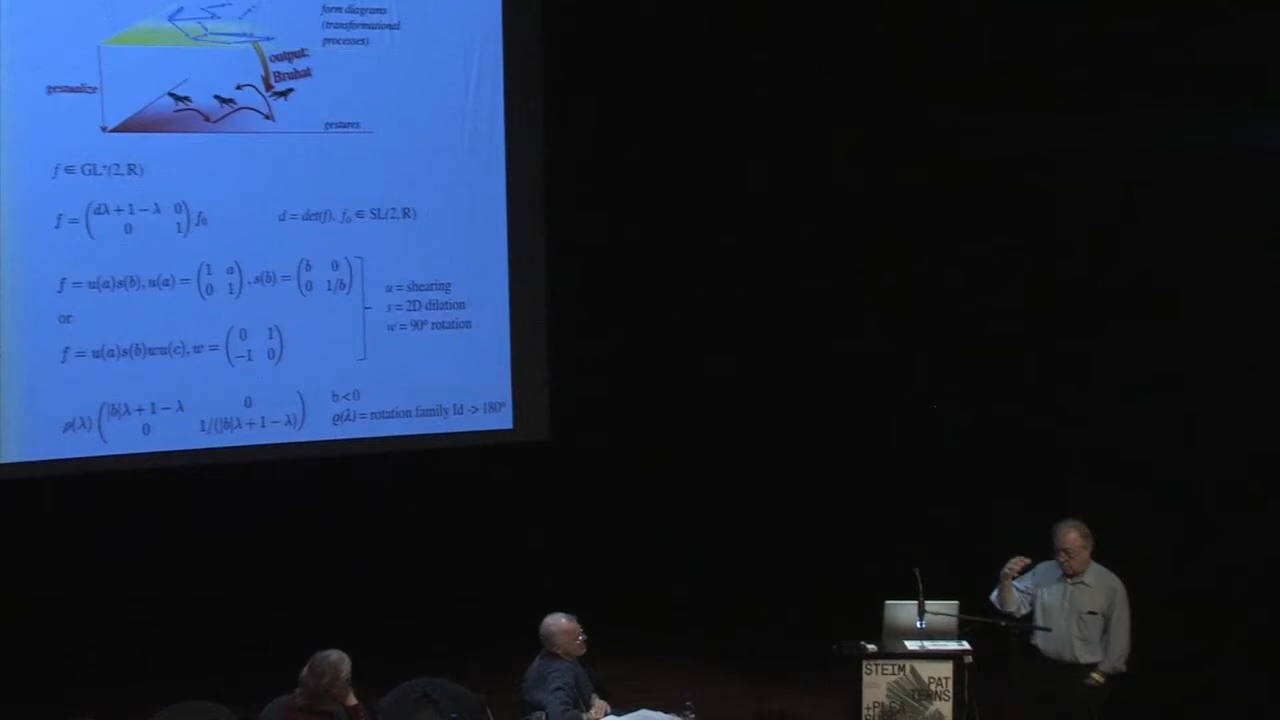 form diagrams
(transformational
processes)
output:
Bruhat
gestualize
gestures
f ∈ GL⁺(2, R)
f = (dλ + 1 − λ 0 0 1) f₀ d = det(f), f₀ ∈ SL(2, R)
f = u(a)s(b), u(a) = (1 a 0 1), s(b) = (b 0 0 1/b)
or
f = u(a)s(b)wu(c), w = (0 1 −1 0)
u = shearing
s = 2D dilation
w = 90° rotation
ρ(λ) (|b|λ + 1 − λ 0 0 1/(|b|λ + 1 − λ))
b < 0
ϱ(λ) = rotation family Id -> 180°
STEIM
PAT
TERNS
+PLEA